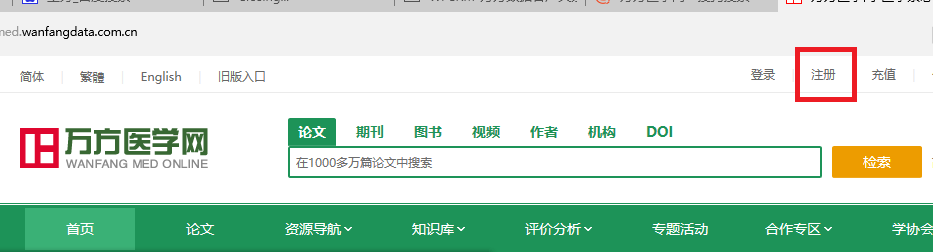 med.wanfangdata.com.cn
简体 繁體 English 旧版入口 登录 注册 充值
万方医学网
WANFANG MED ONLINE
论文 期刊 图书 视频 作者 机构 DOI
在1000多万篇论文中搜索 检索
首页 论文 资源导航 知识库 评价分析 专题活动 合作专区 学协会